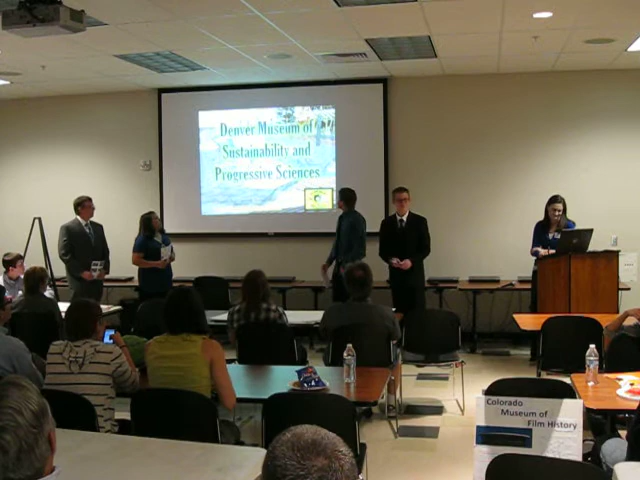 Denver Museum of
Sustainability and
Progressive Sciences
Colorado
Museum of
Film History